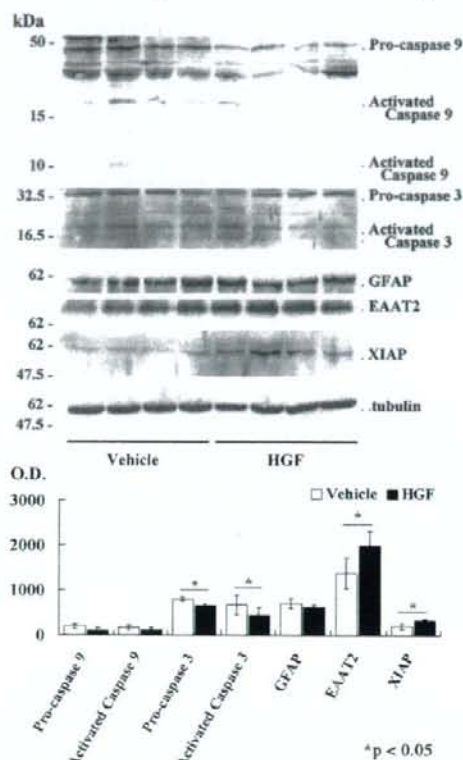 kDa
50 -
Pro-caspase 9
Activated
Caspase 9
15 -
10 -
Activated
Caspase 9
32.5 -
Pro-caspase 3
16.5 -
Activated
Caspase 3
62 -
GFAP
EAAT2
62 -
62 -
XIAP
47.5 -
62 -
tubulin
47.5 -
Vehicle
HGF
O.D.
3000
Vehicle
HGF
2000
1000
0
*
*
*
*
Pro-caspase 9
Activated Caspase 9
Pro-caspase 3
Activated Caspase 3
GFAP
EAAT2
XIAP
*p < 0.05